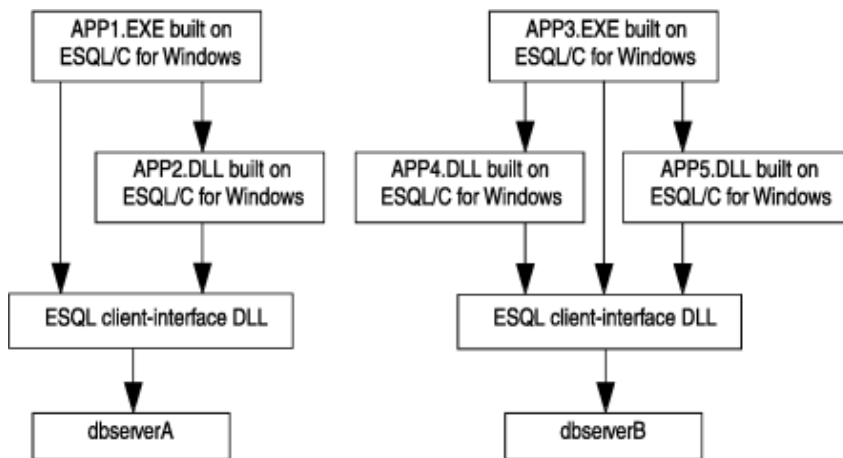 APP1.EXE built on
ESQL/C for Windows
APP3.EXE built on
ESQL/C for Windows
APP2.DLL built on
ESQL/C for Windows
APP4.DLL built on
ESQL/C for Windows
APP5.DLL built on
ESQL/C for Windows
ESQL client-interface DLL
ESQL client-interface DLL
dbserverA
dbserverB